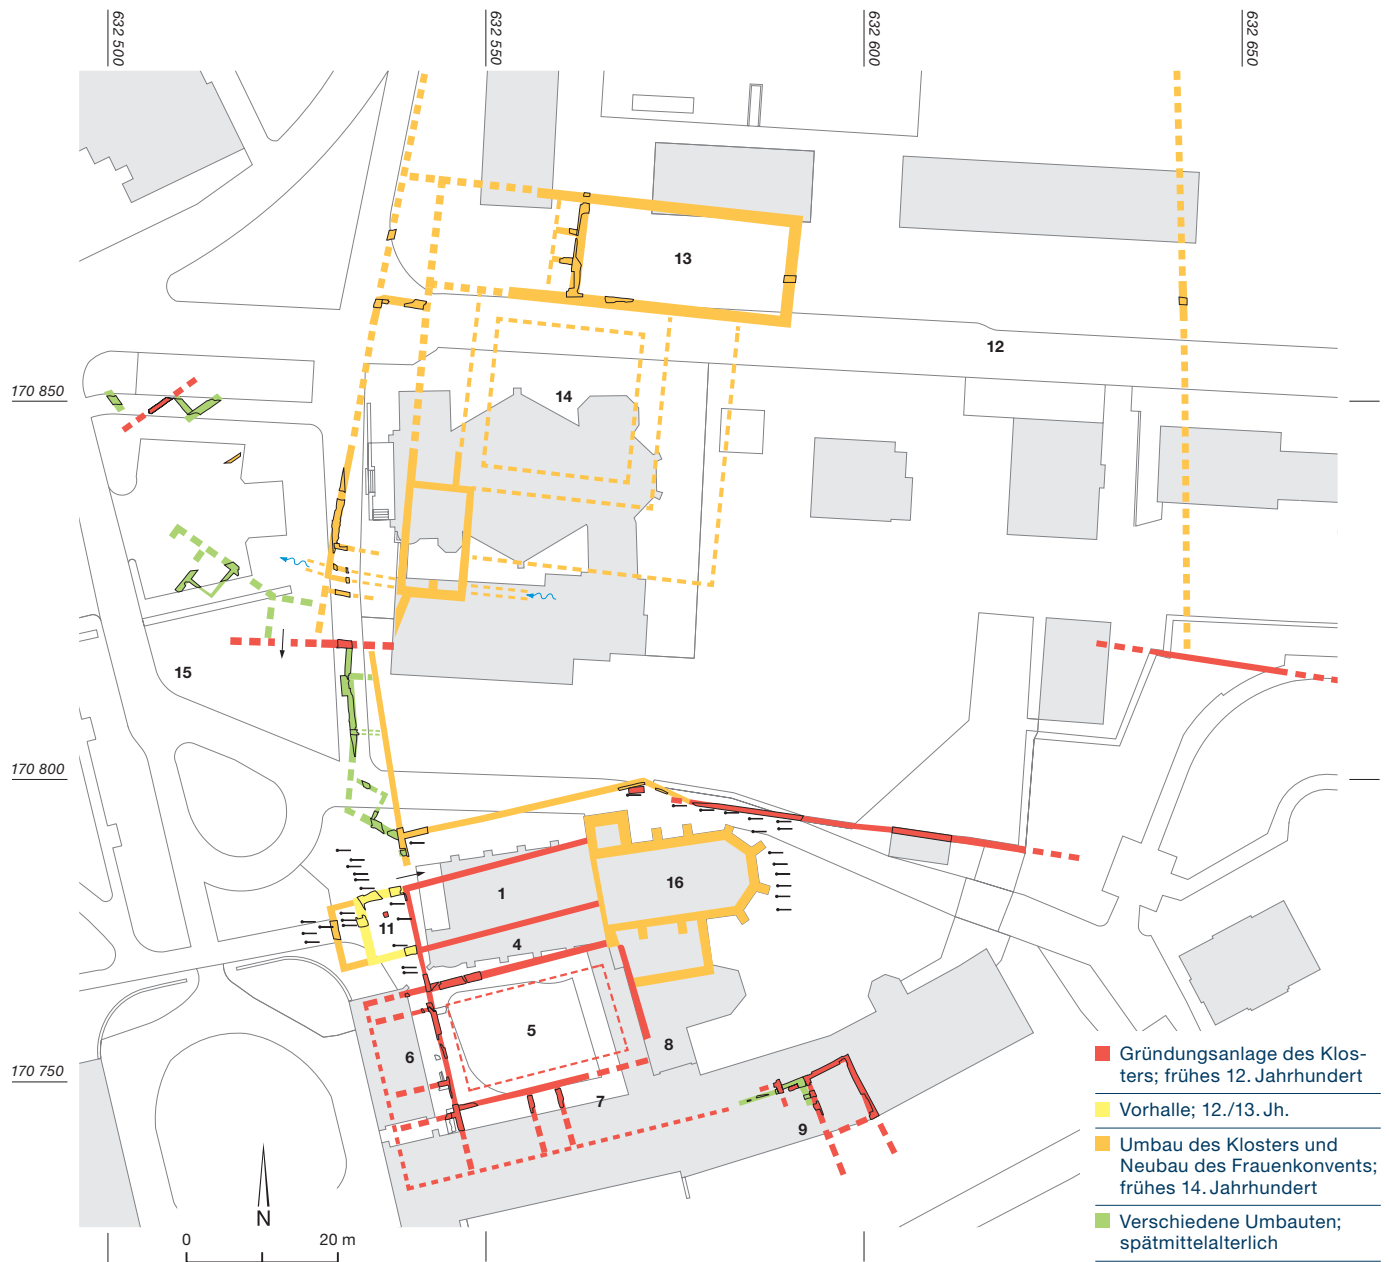 632 500
632 550
632 600
632 650
13
12
170 850
14
15
170 800
1
16
11
4
5
6
8
170 750
7
9
N
0
20 m
Gründungsanlage des Klos-
ters; frühes 12. Jahrhundert
Vorhalle; 12./13. Jh.
Umbau des Klosters und
Neubau des Frauenkonvents;
frühes 14. Jahrhundert
Verschiedene Umbauten;
spätmittelalterlich